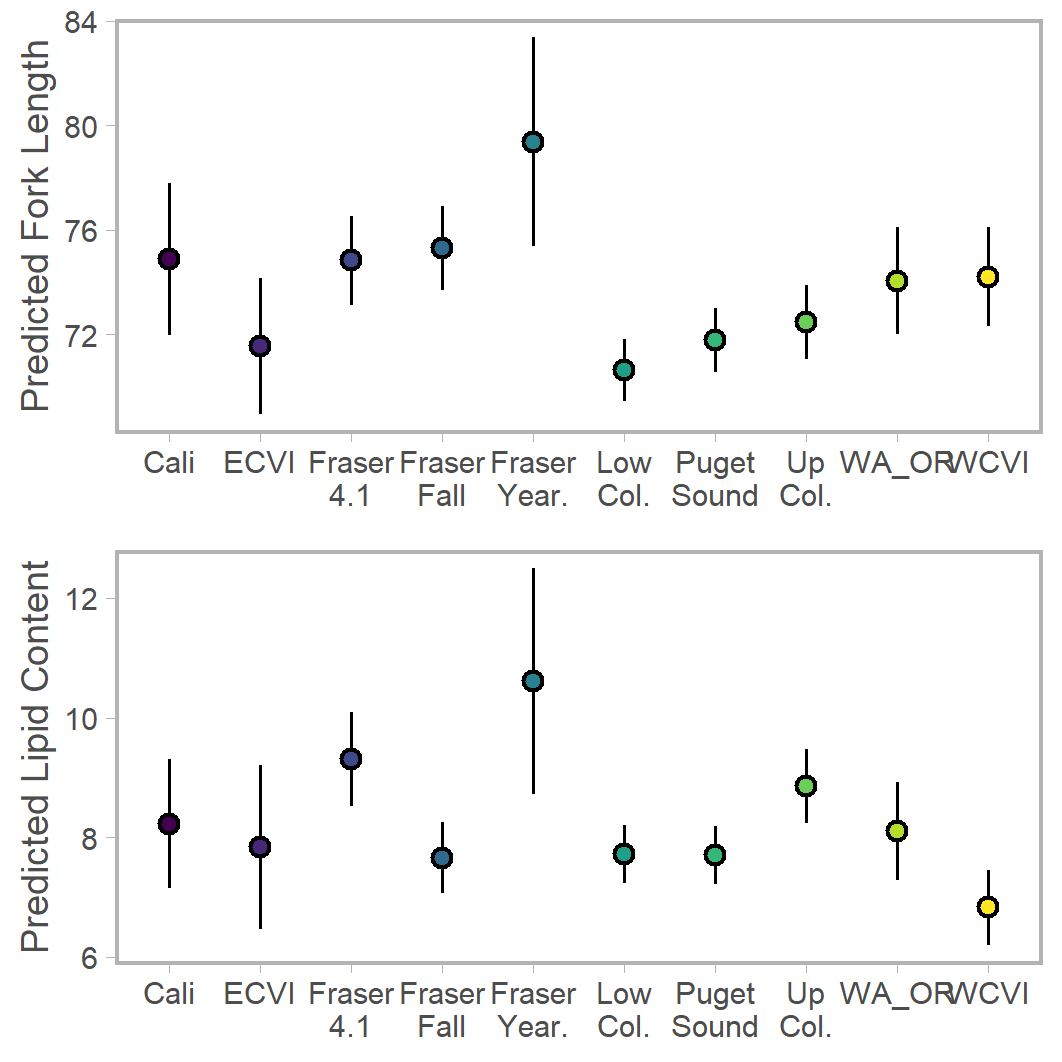 Predicted Fork Length
84
80
76
72
Cali ECVI Fraser Fraser Fraser Low Puget Up WA_OR WCVI
4.1 Fall Year. Col. Sound Col.
Predicted Lipid Content
12
10
8
6
Cali ECVI Fraser Fraser Fraser Low Puget Up WA_OR WCVI
4.1 Fall Year. Col. Sound Col.